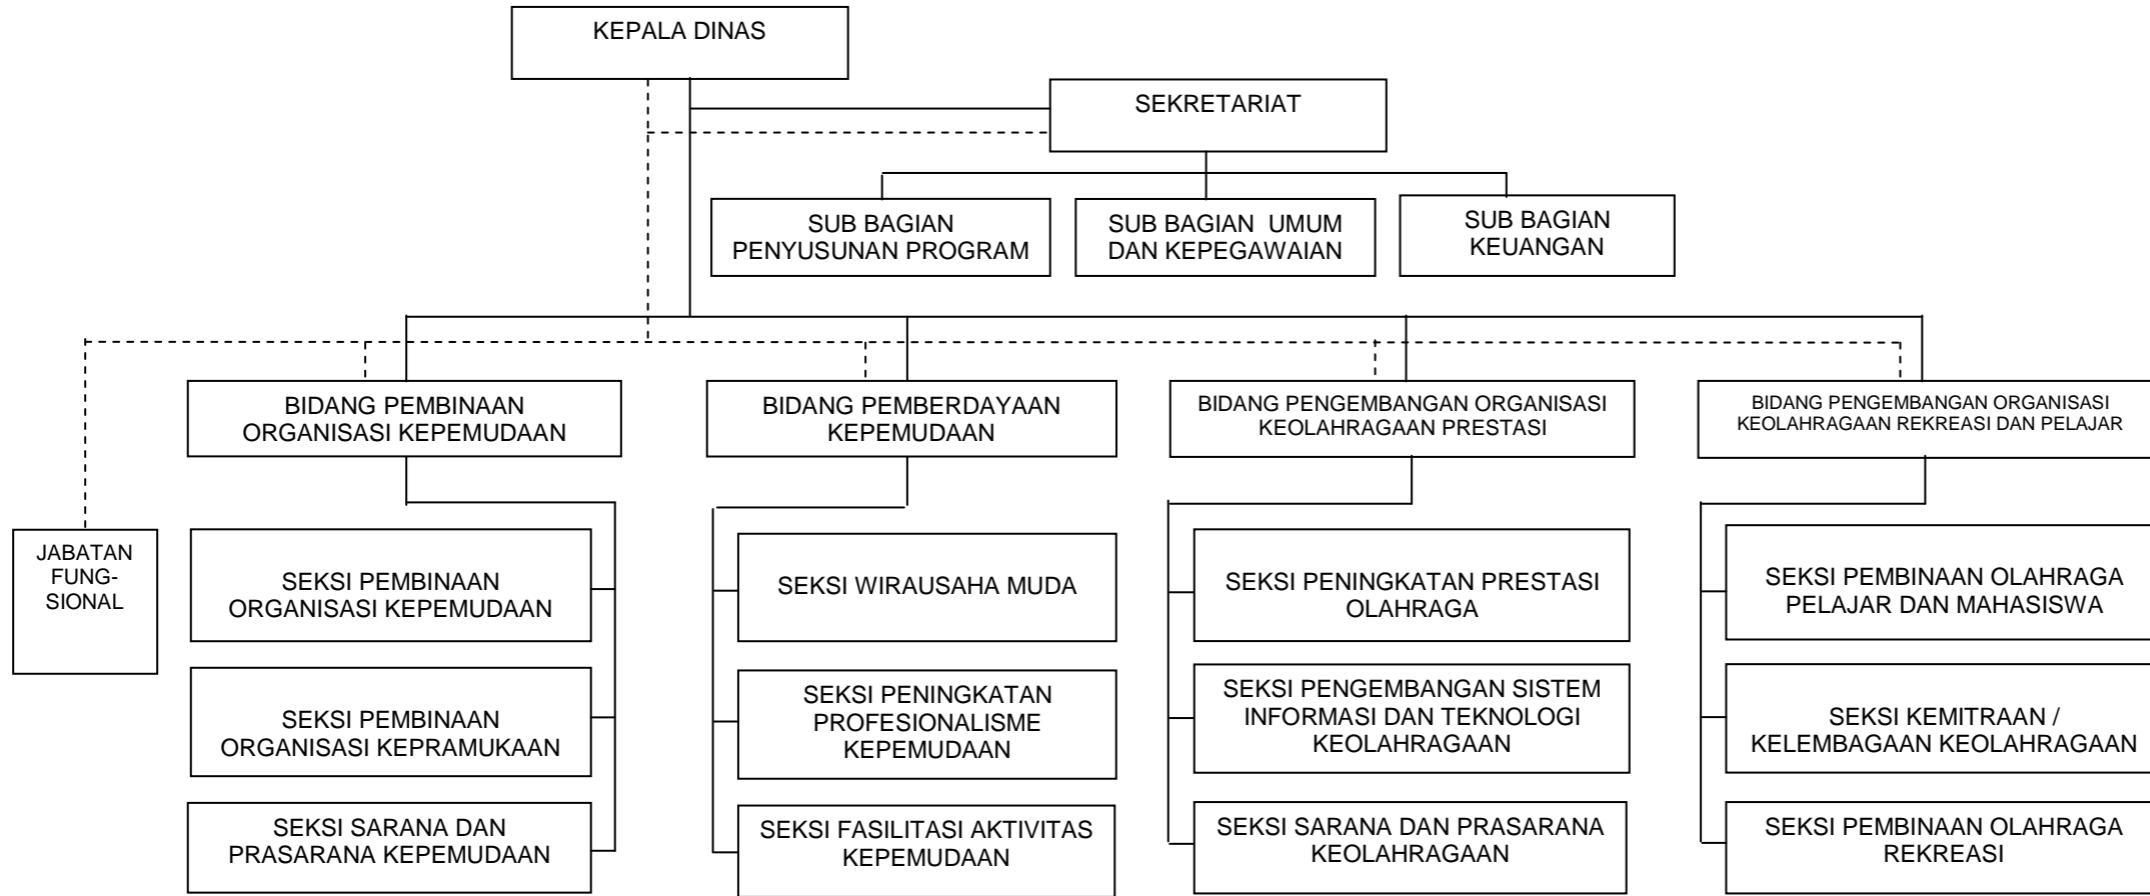 KEPALA DINAS
SEKRETARIAT
SUB BAGIAN
PENYUSUNAN PROGRAM
SUB BAGIAN UMUM
DAN KEPEGAWAIAN
SUB BAGIAN
KEUANGAN
BIDANG PEMBINAAN
ORGANISASI KEPEMUDAAN
BIDANG PEMBERDAYAAN
KEPEMUDAAN
BIDANG PENGEMBANGAN ORGANISASI
KEOLAHRAGAAN PRESTASI
BIDANG PENGEMBANGAN ORGANISASI
KEOLAHRAGAAN REKREASI DAN PELAJAR
JABATAN
FUNG-
SIONAL
SEKSI PEMBINAAN
ORGANISASI KEPEMUDAAN
SEKSI WIRAUSAHA MUDA
SEKSI PENINGKATAN PRESTASI
OLAHRAGA
SEKSI PEMBINAAN OLAHRAGA
PELAJAR DAN MAHASISWA
SEKSI PEMBINAAN
ORGANISASI KEPRAMUKAAN
SEKSI PENINGKATAN
PROFESIONALISME
KEPEMUDAAN
SEKSI PENGEMBANGAN SISTEM
INFORMASI DAN TEKNOLOGI
KEOLAHRAGAAN
SEKSI KEMITRAAN /
KELEMBAGAAN KEOLAHRAGAAN
SEKSI SARANA DAN
PRASARANA KEPEMUDAAN
SEKSI FASILITASI AKTIVITAS
KEPEMUDAAN
SEKSI SARANA DAN PRASARANA
KEOLAHRAGAAN
SEKSI PEMBINAAN OLAHRAGA
REKREASI